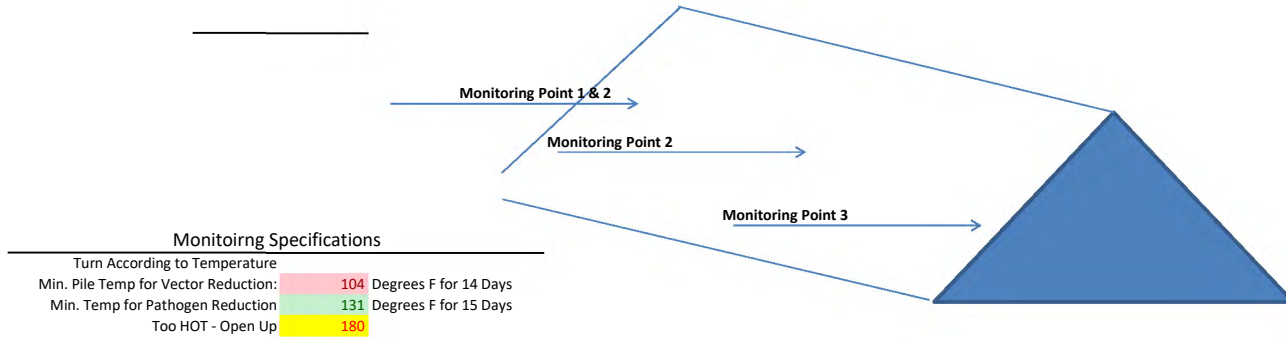 Monitoring Point 1 & 2
Monitoring Point 2
Monitoring Point 3
Monitoirng Specifications
Turn According to Temperature
Min. Pile Temp for Vector Reduction: 104 Degrees F for 14 Days
Min. Temp for Pathogen Reduction 131 Degrees F for 15 Days
Too HOT - Open Up 180